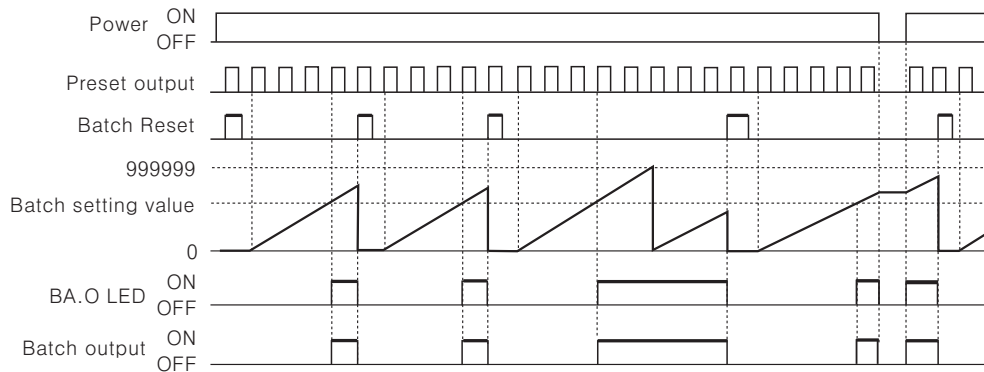 Power ON
OFF
Preset output
Batch Reset
999999
Batch setting value
0
BA.O LED ON
OFF
Batch output ON
OFF